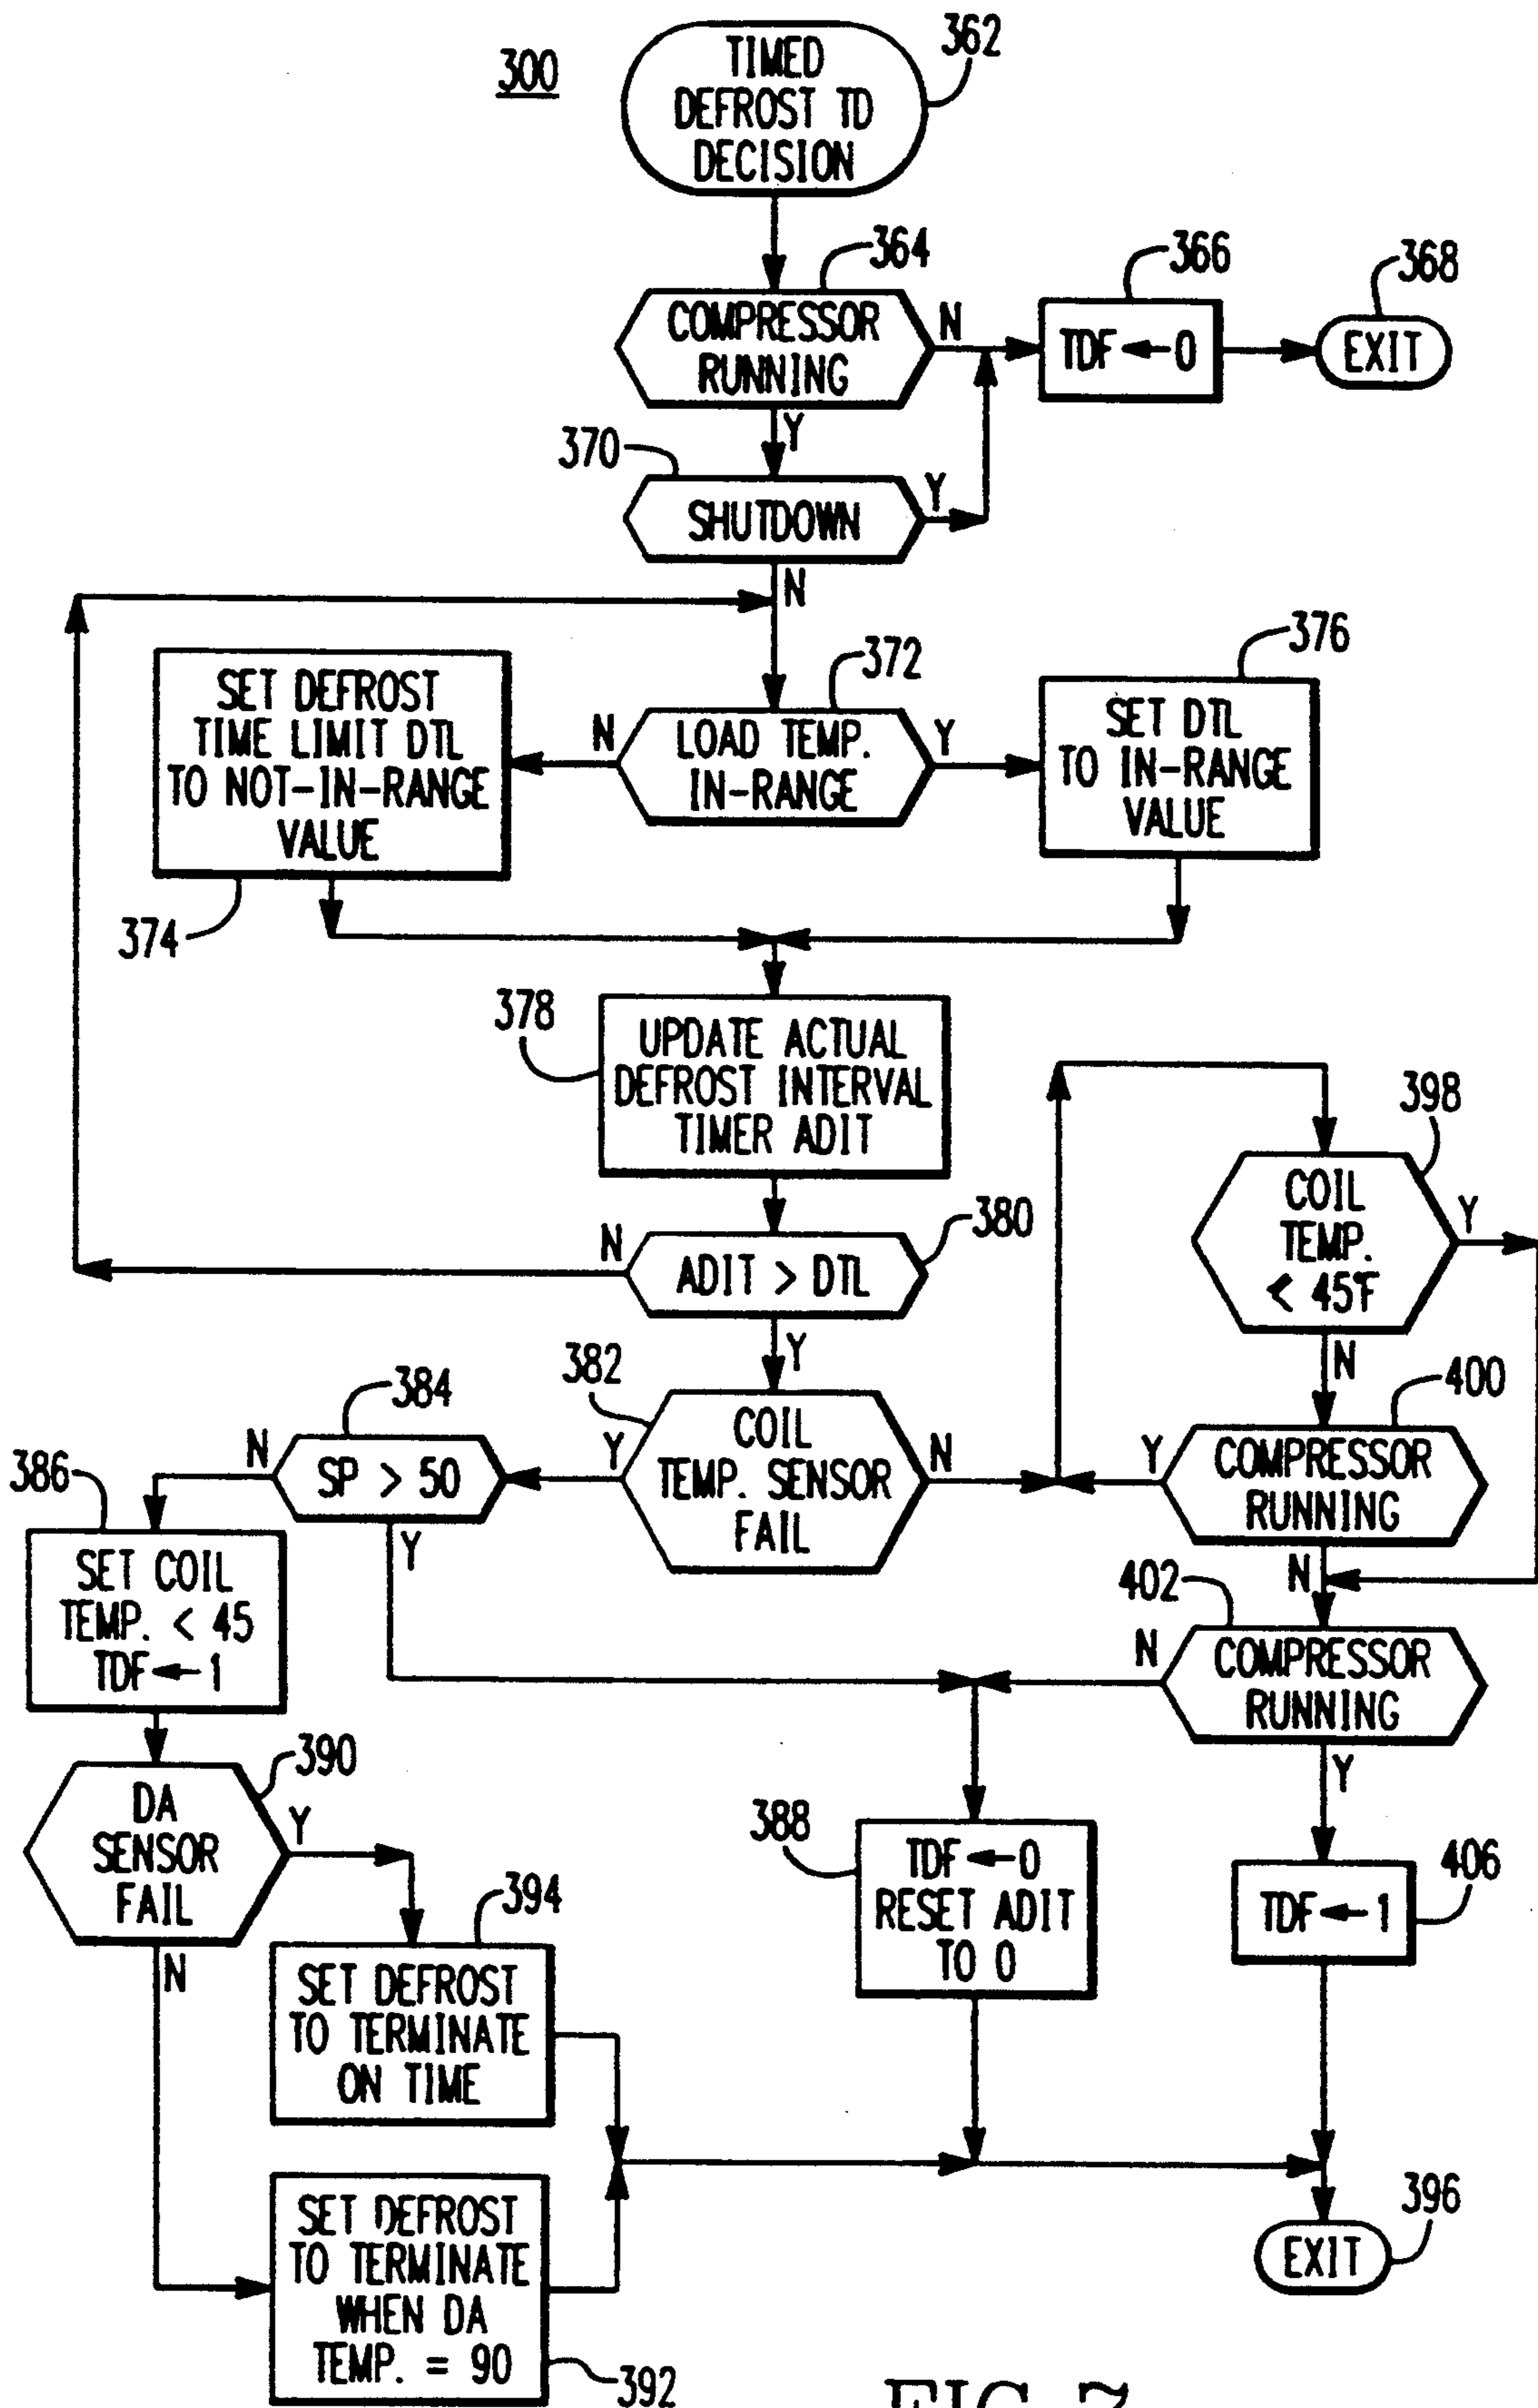 300
TIMED
DEFROST TD
DECISION
362
364
COMPRESSOR
RUNNING
N
Y
366
TDF ← 0
368
EXIT
370
SHUTDOWN
Y
N
372
LOAD TEMP.
IN-RANGE
N
Y
SET DEFROST
TIME LIMIT DTL
TO NOT-IN-RANGE
VALUE
374
376
SET DTL
TO IN-RANGE
VALUE
378
UPDATE ACTUAL
DEFROST INTERVAL
TIMER ADIT
380
ADIT > DTL
N
Y
398
COIL
TEMP.
< 45°F
Y
N
382
COIL
TEMP. SENSOR
FAIL
Y
N
384
SP > 50
N
Y
400
COMPRESSOR
RUNNING
Y
N
386
SET COIL
TEMP. < 45
TDF ← 1
402
COMPRESSOR
RUNNING
N
Y
390
DA
SENSOR
FAIL
Y
N
388
TDF ← 0
RESET ADIT
TO 0
406
TDF ← 1
394
SET DEFROST
TO TERMINATE
ON TIME
SET DEFROST
TO TERMINATE
WHEN DA
TEMP. = 90
392
396
EXIT
FIG. 7